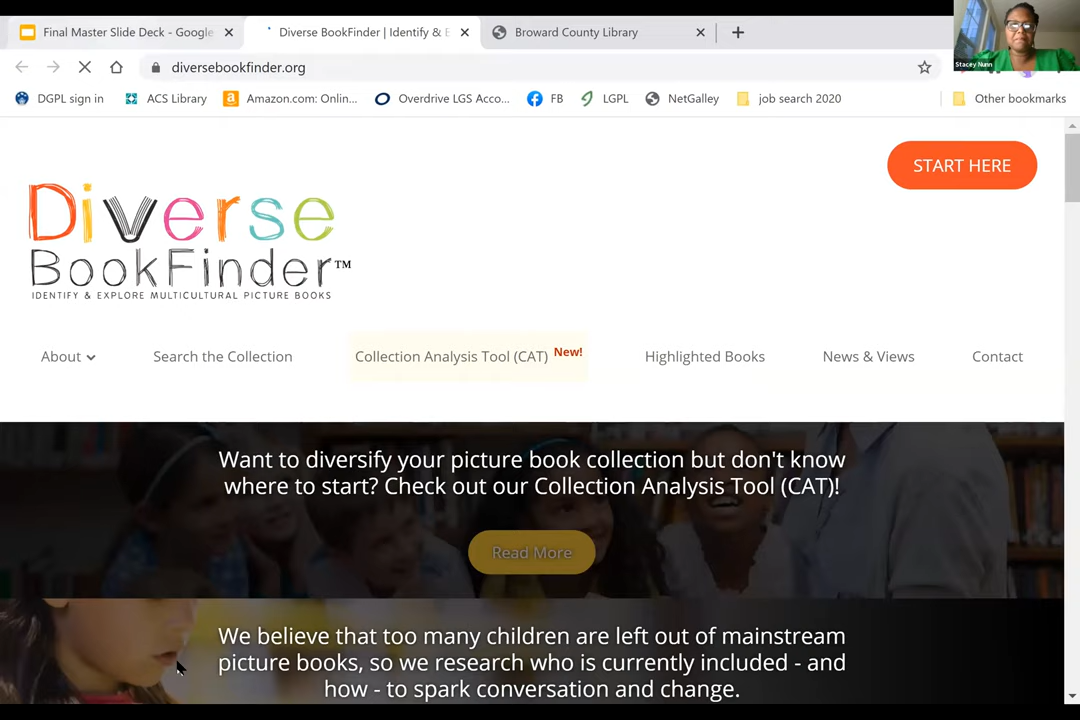 Final Master Slide Deck - Google
Diverse BookFinder | Identify & E
Broward County Library
Stacey Nunn
diversebookfinder.org
DGPL sign in
ACS Library
Amazon.com: Onlin...
Overdrive LGS Acco...
FB
LGPL
NetGalley
job search 2020
Other bookmarks
START HERE
Diverse
BookFinder™
IDENTIFY & EXPLORE MULTICULTURAL PICTURE BOOKS
About
Search the Collection
Collection Analysis Tool (CAT) New!
Highlighted Books
News & Views
Contact
Want to diversify your picture book collection but don't know
where to start? Check out our Collection Analysis Tool (CAT)!
Read More
We believe that too many children are left out of mainstream
picture books, so we research who is currently included - and
how - to spark conversation and change.